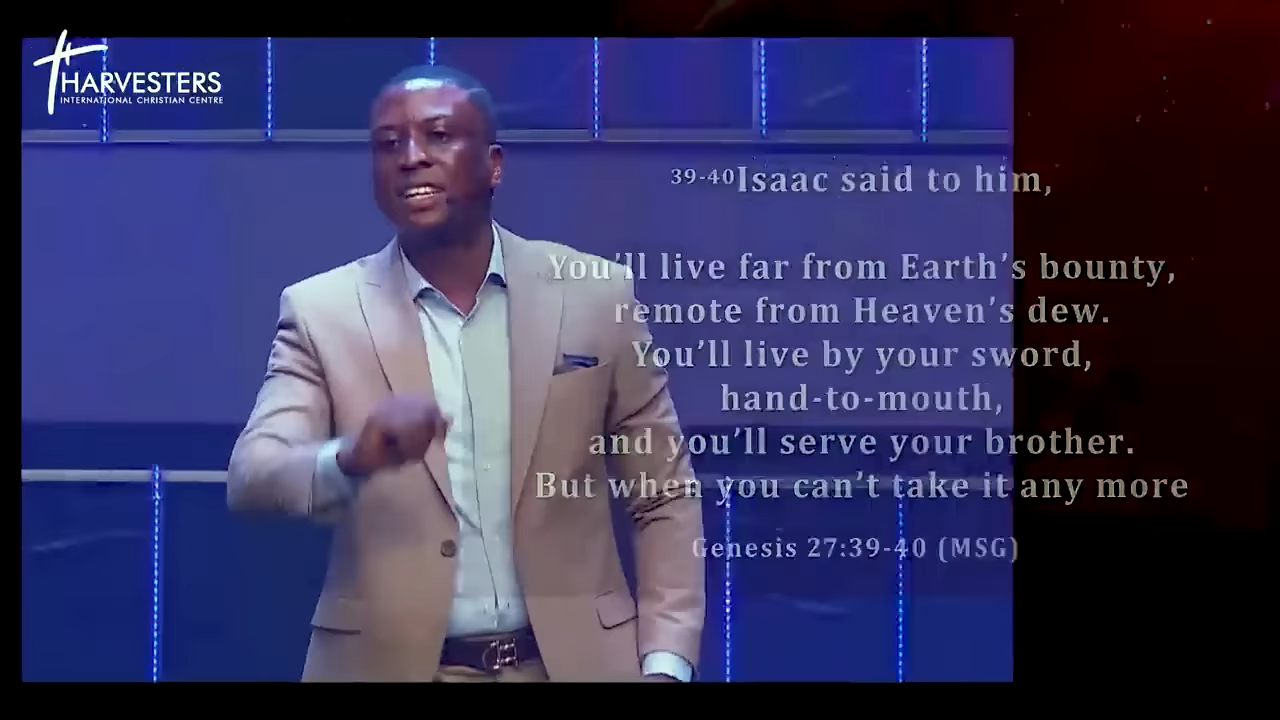 HARVESTERS
INTERNATIONAL CHRISTIAN CENTRE
39-40Isaac said to him,
You’ll live far from Earth’s bounty,
remote from Heaven’s dew.
You’ll live by your sword,
hand-to-mouth,
and you’ll serve your brother.
But when you can’t take it any more
Genesis 27:39-40 (MSG)